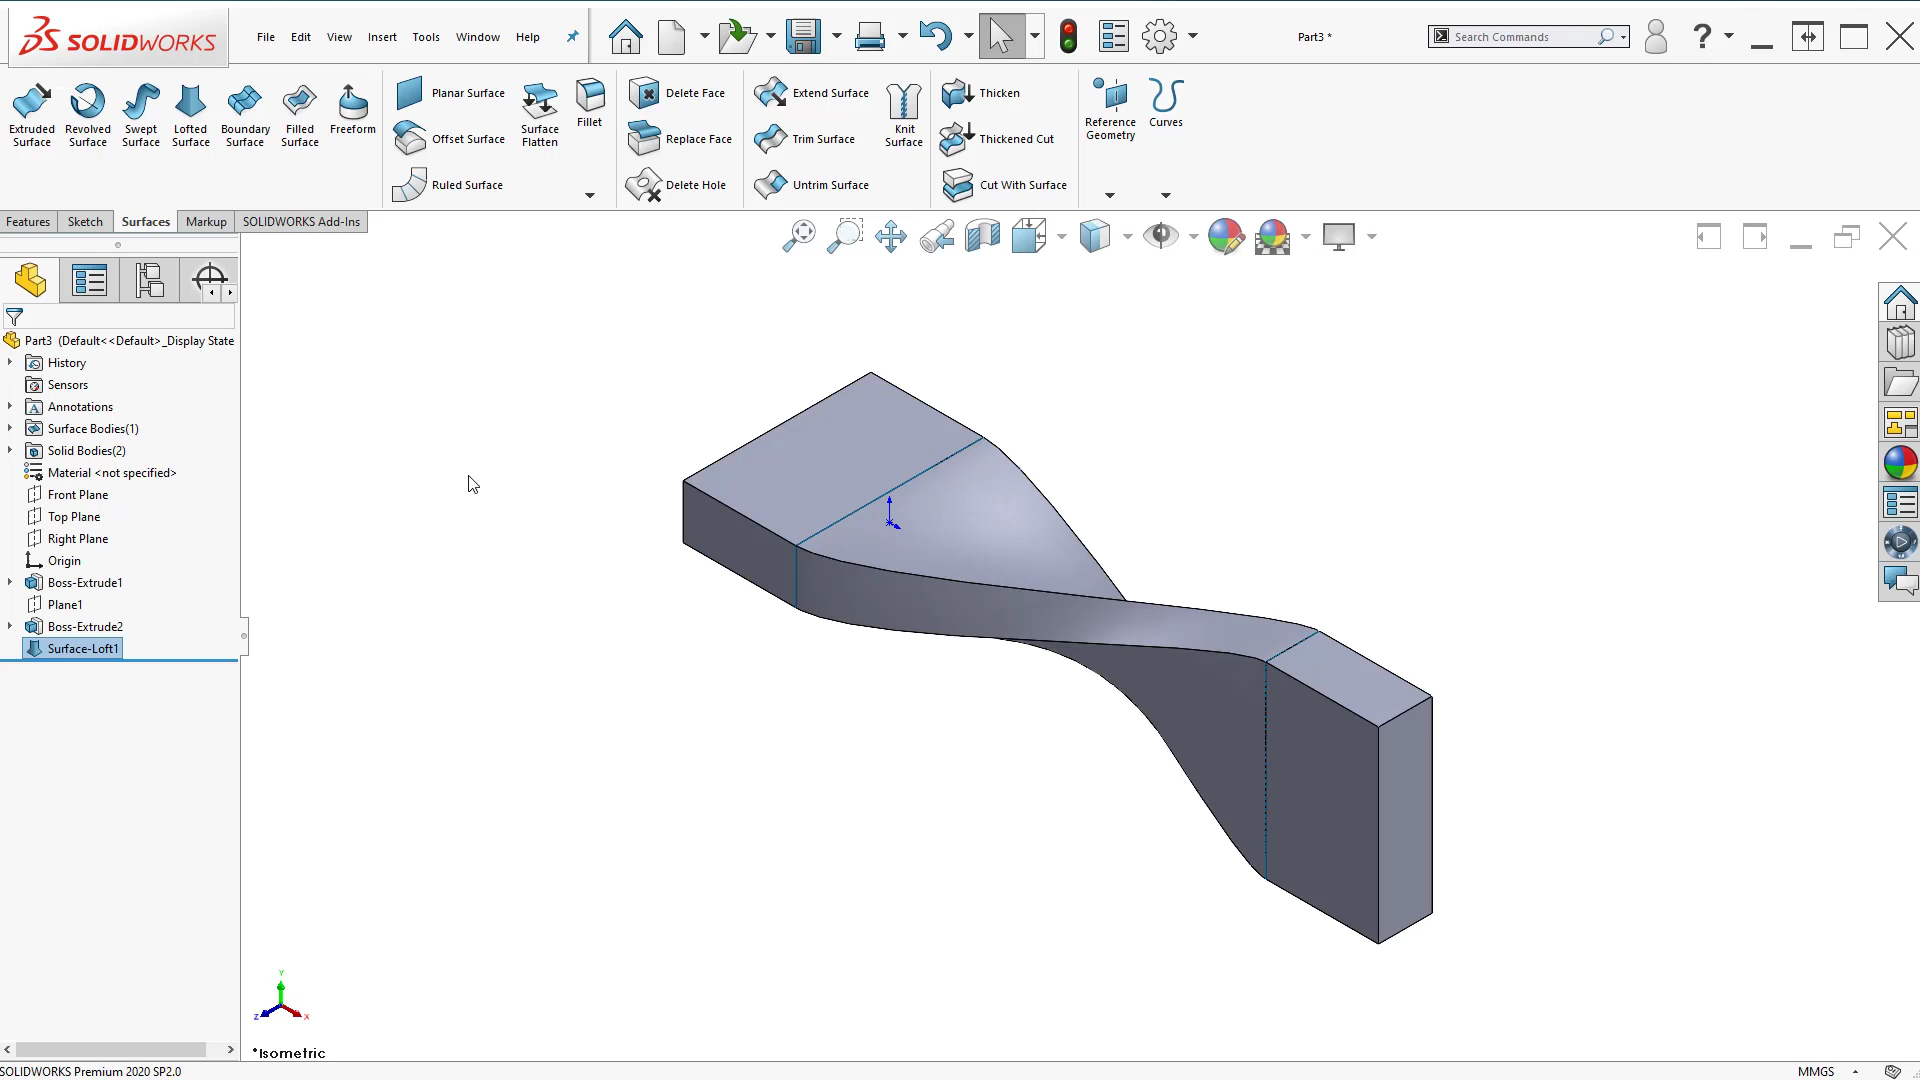 SOLIDWORKS
File Edit View Insert Tools Window Help
Part3 *
Search Commands
Extruded Surface
Revolved Surface
Swept Surface
Lofted Surface
Boundary Surface
Filled Surface
Freeform
Planar Surface
Offset Surface
Ruled Surface
Surface Flatten
Fillet
Delete Face
Replace Face
Delete Hole
Extend Surface
Trim Surface
Untrim Surface
Knit Surface
Thicken
Thickened Cut
Cut With Surface
Reference Geometry
Curves
Features Sketch Surfaces Markup SOLIDWORKS Add-Ins
Part3 (Default<<Default>_Display State
History
Sensors
Annotations
Surface Bodies(1)
Solid Bodies(2)
Material <not specified>
Front Plane
Top Plane
Right Plane
Origin
Boss-Extrude1
Plane1
Boss-Extrude2
Surface-Loft1
Y
Z
X
*Isometric
SOLIDWORKS Premium 2020 SP2.0
MMGS